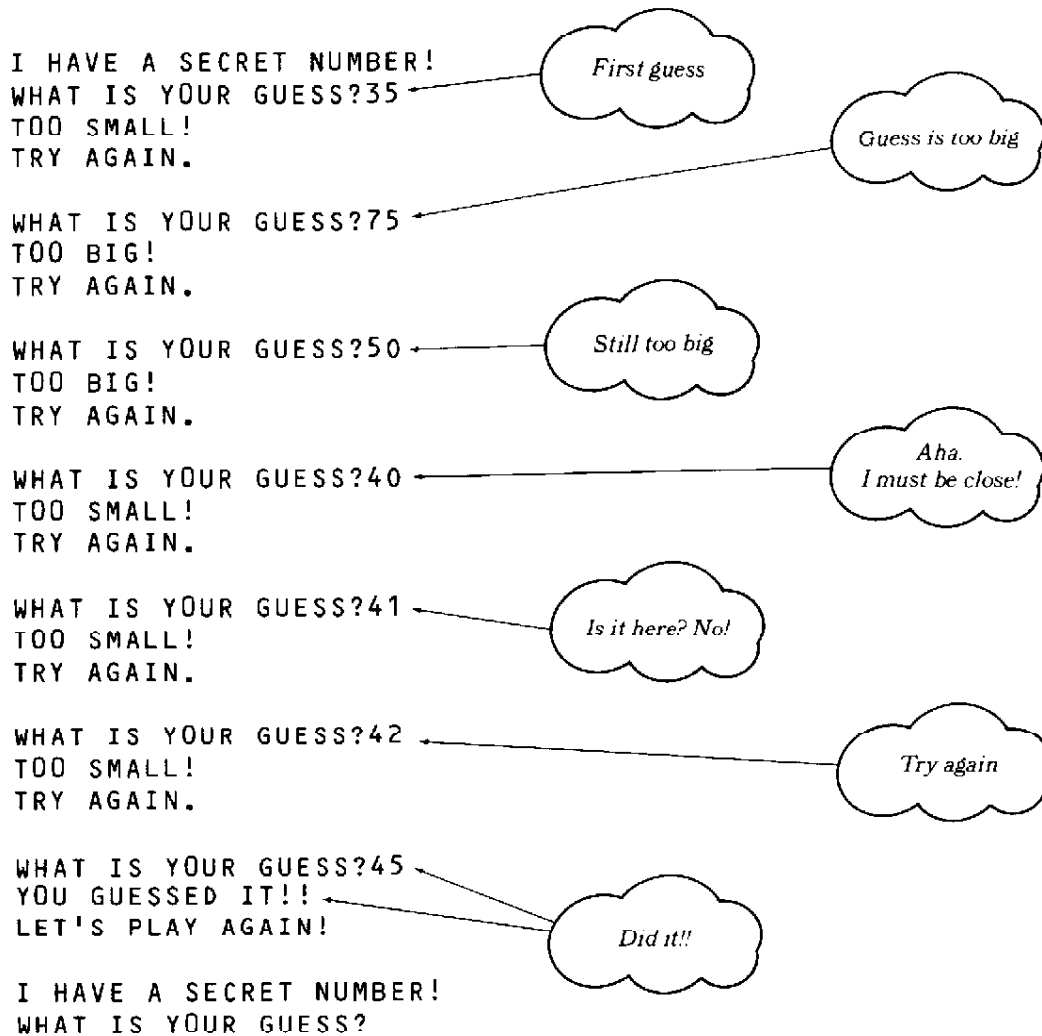 I HAVE A SECRET NUMBER!
First guess
WHAT IS YOUR GUESS?35
TOO SMALL!
TRY AGAIN.
Guess is too big
WHAT IS YOUR GUESS?75
TOO BIG!
TRY AGAIN.
WHAT IS YOUR GUESS?50
Still too big
TOO BIG!
TRY AGAIN.
Aha.
I must be close!
WHAT IS YOUR GUESS?40
TOO SMALL!
TRY AGAIN.
WHAT IS YOUR GUESS?41
Is it here? No!
TOO SMALL!
TRY AGAIN.
WHAT IS YOUR GUESS?42
Try again
TOO SMALL!
TRY AGAIN.
WHAT IS YOUR GUESS?45
YOU GUESSED IT!!
LET'S PLAY AGAIN!
Did it!!
I HAVE A SECRET NUMBER!
WHAT IS YOUR GUESS?